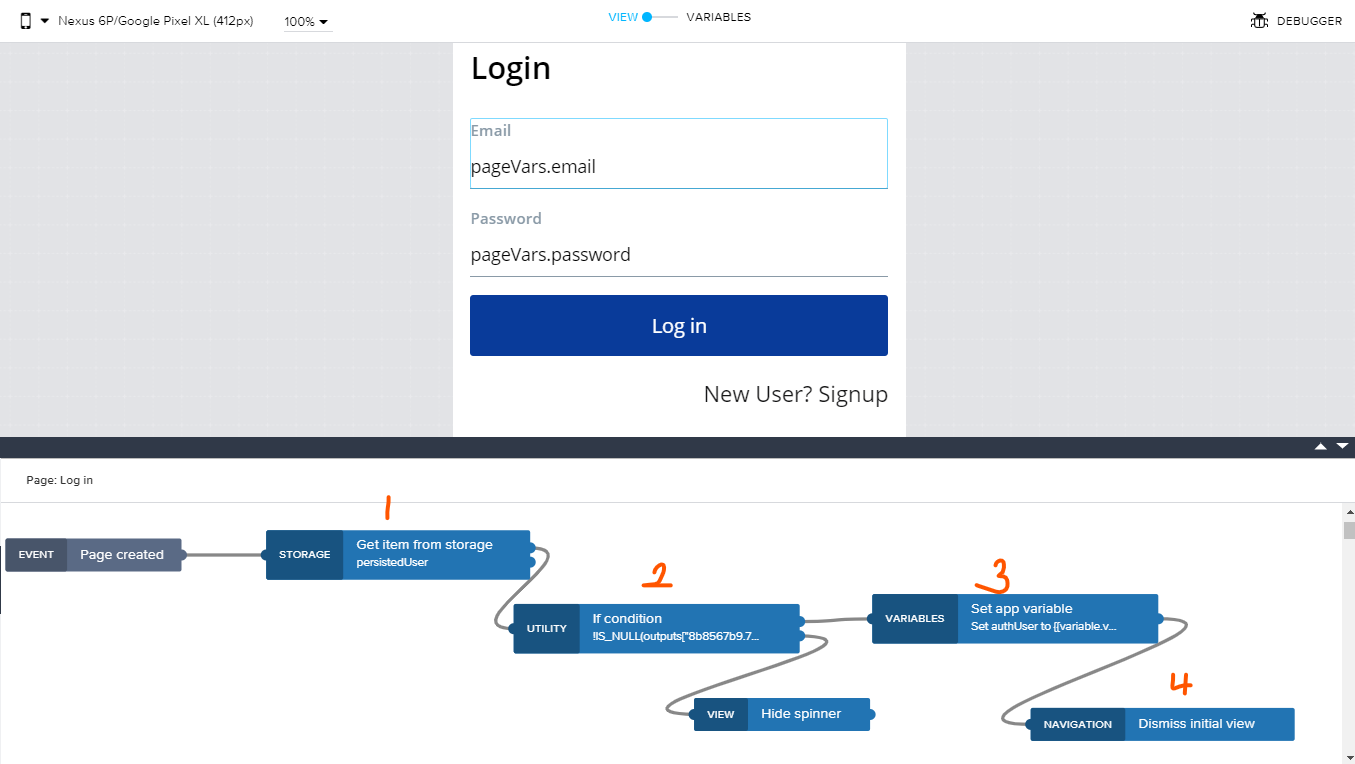 Nexus 6P/Google Pixel XL (412px)
100%
VIEW
VARIABLES
DEBUGGER
Login
Email
pageVars.email
Password
pageVars.password
Log in
New User? Signup
Page: Log in
1
EVENT
Page created
STORAGE
Get item from storage
persistedUser
2
UTILITY
If condition
!IS_NULL(outputs["8b8567b9.7...
3
VARIABLES
Set app variable
Set authUser to {{variable.v...
VIEW
Hide spinner
4
NAVIGATION
Dismiss initial view